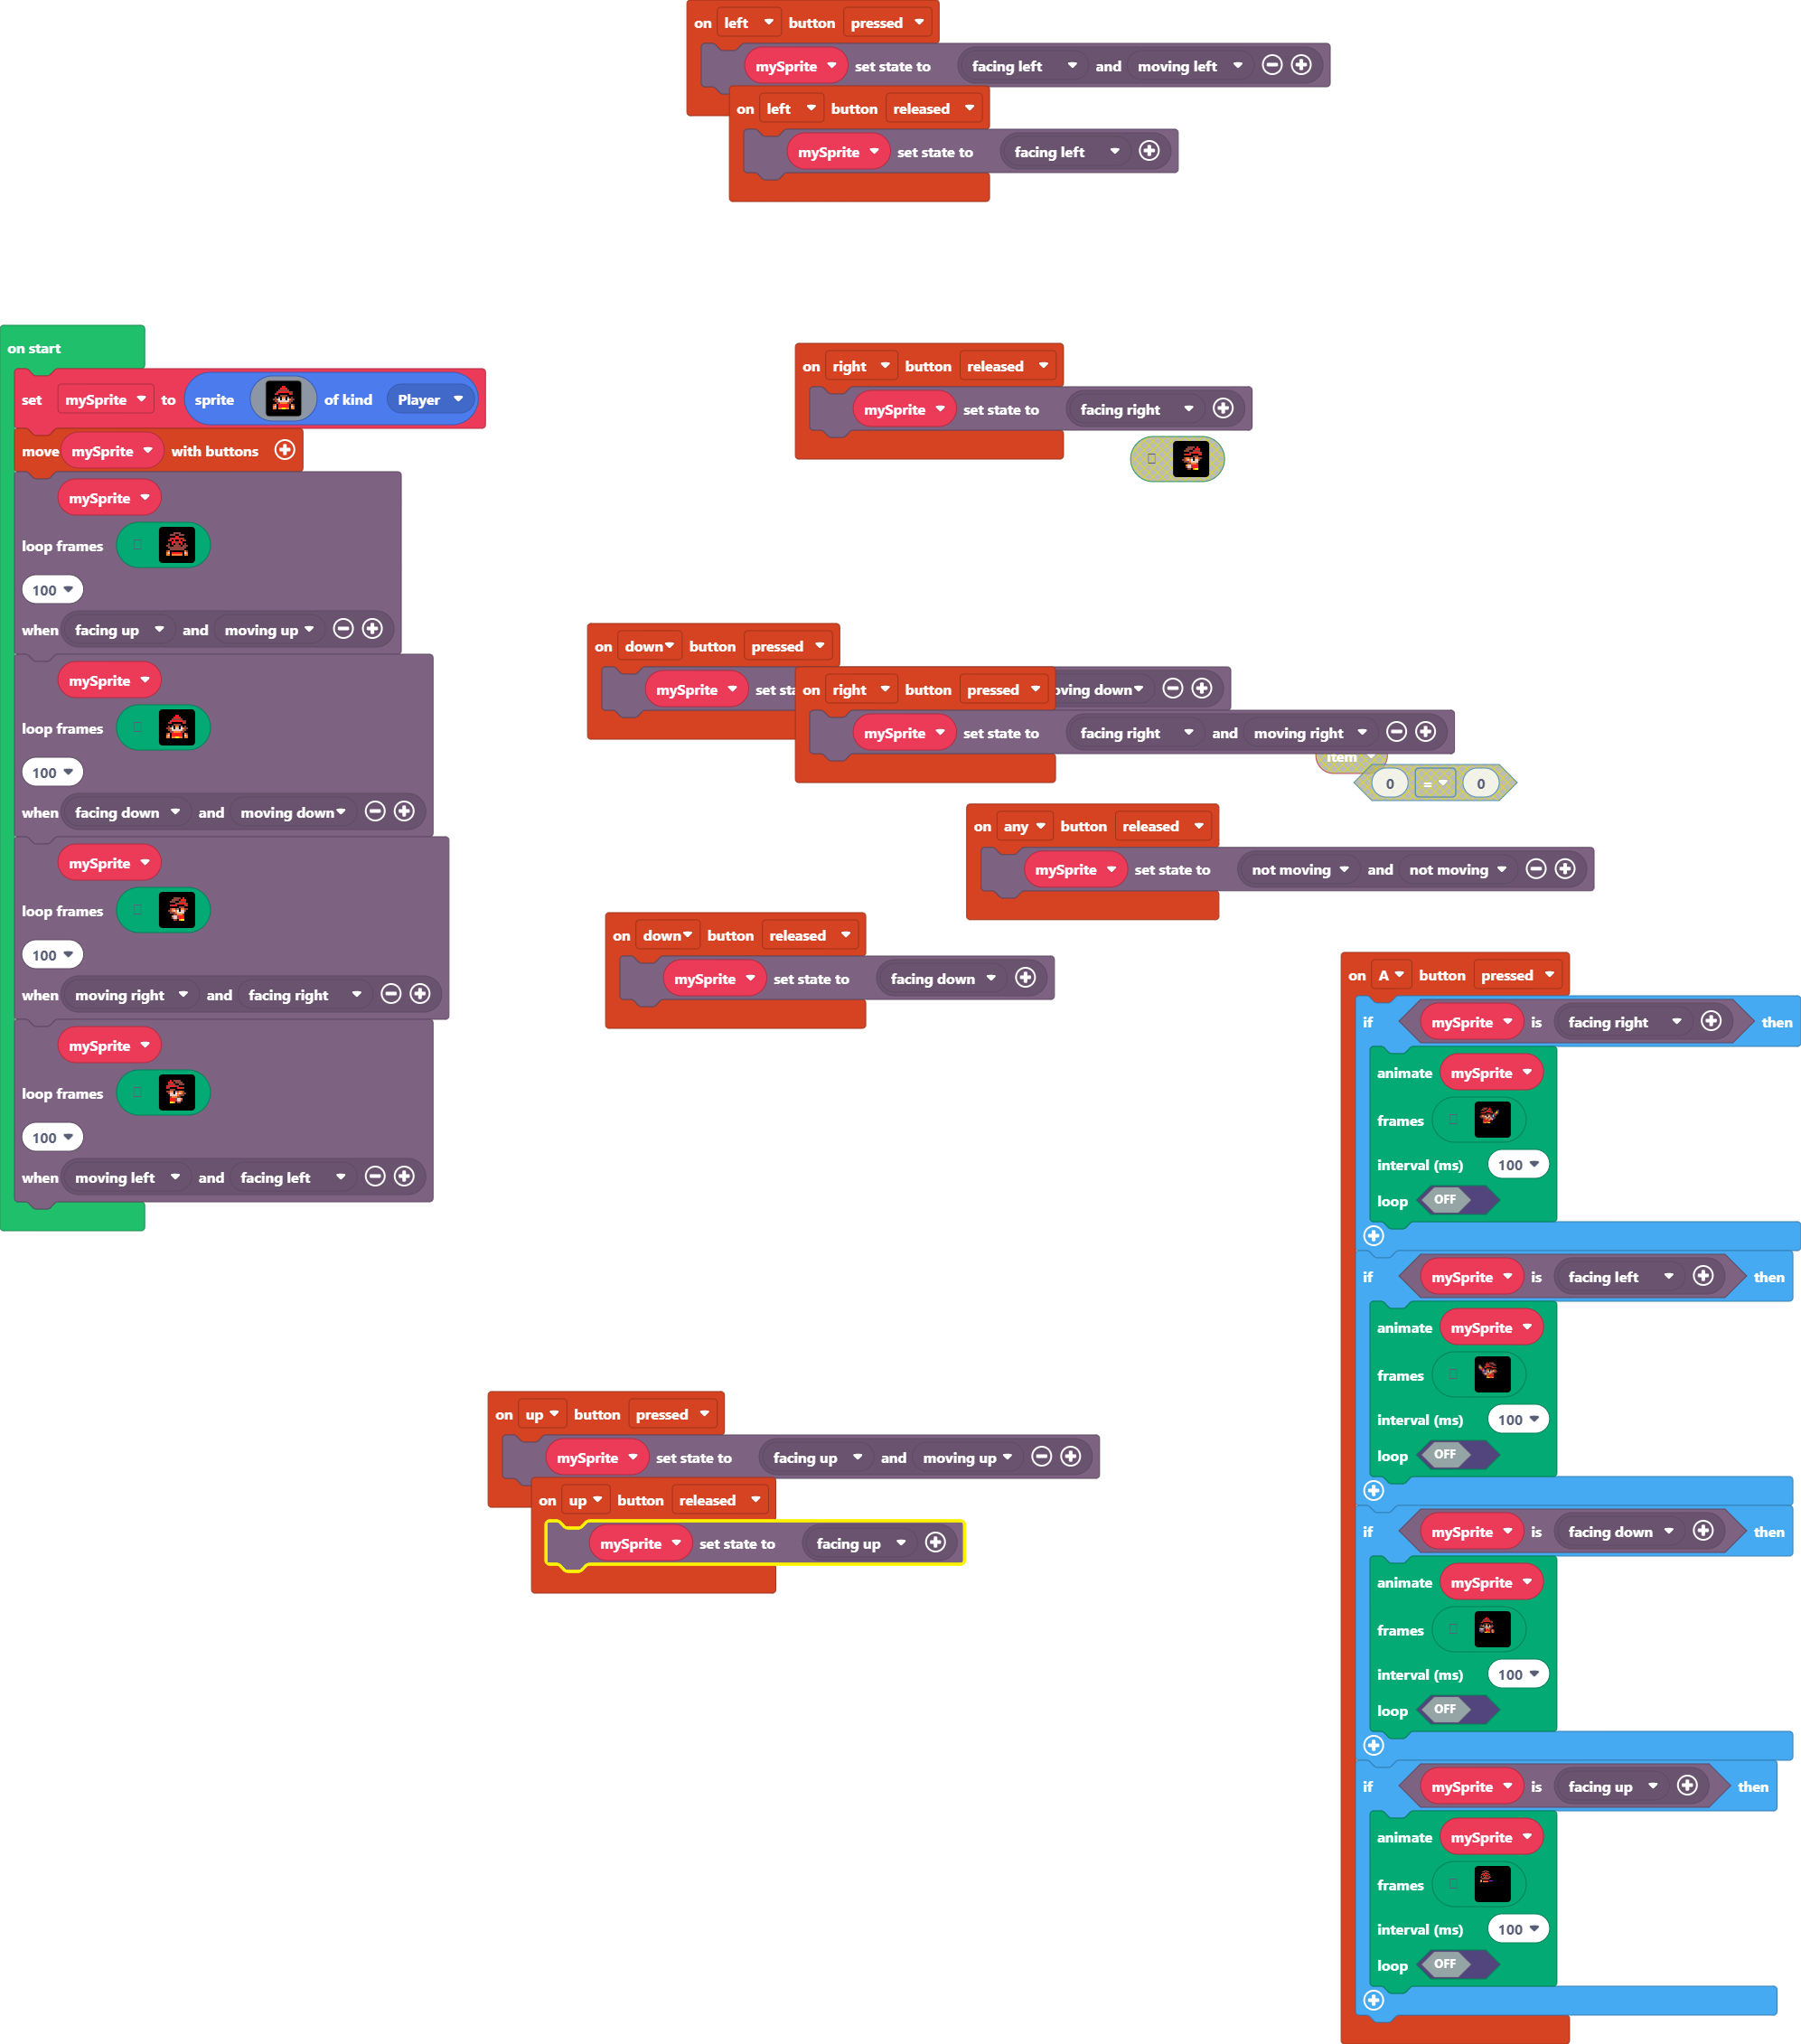 on left button pressed
mySprite set state to facing left and moving left
on left button released
mySprite set state to facing left
on start
set mySprite to sprite of kind Player
move mySprite with buttons
mySprite
loop frames
100
when facing up and moving up
mySprite
loop frames
100
when facing down and moving down
mySprite
loop frames
100
when moving right and facing right
mySprite
loop frames
100
when moving left and facing left
on right button released
mySprite set state to facing right
on down button pressed
mySprite set sta oving down
on right button pressed
mySprite set state to facing right and moving right
item
0 = 0
on any button released
mySprite set state to not moving and not moving
on down button released
mySprite set state to facing down
on up button pressed
mySprite set state to facing up and moving up
on up button released
mySprite set state to facing up
on A button pressed
if mySprite is facing right then
animate mySprite
frames
interval (ms) 100
loop OFF
if mySprite is facing left then
animate mySprite
frames
interval (ms) 100
loop OFF
if mySprite is facing down then
animate mySprite
frames
interval (ms) 100
loop OFF
if mySprite is facing up then
animate mySprite
frames
interval (ms) 100
loop OFF